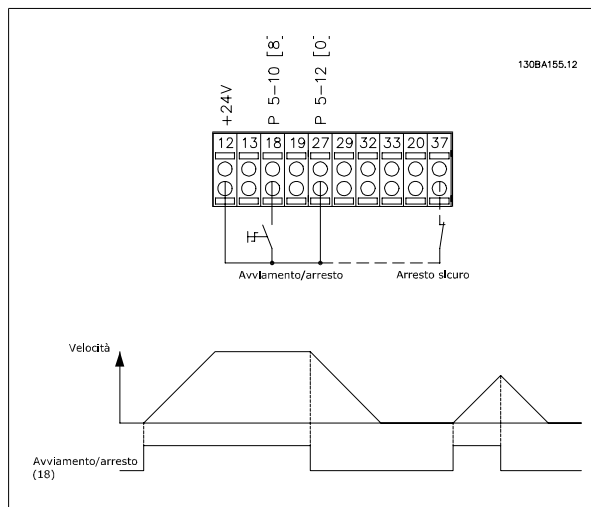 130BA155.12
+24V
P 5-10 [8]
P 5-12 [0]
12 13 18 19 27 29 32 33 20 37
Avviamento/arresto
Arresto sicuro
Velocità
Avviamento/arresto
(18)